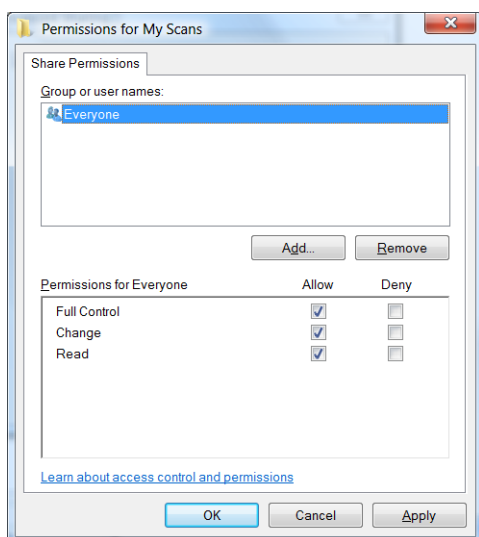 Permissions for My Scans
Share Permissions
Group or user names:
Everyone
Add... Remove
Permissions for Everyone Allow Deny
Full Control
Change
Read
Learn about access control and permissions
OK Cancel Apply